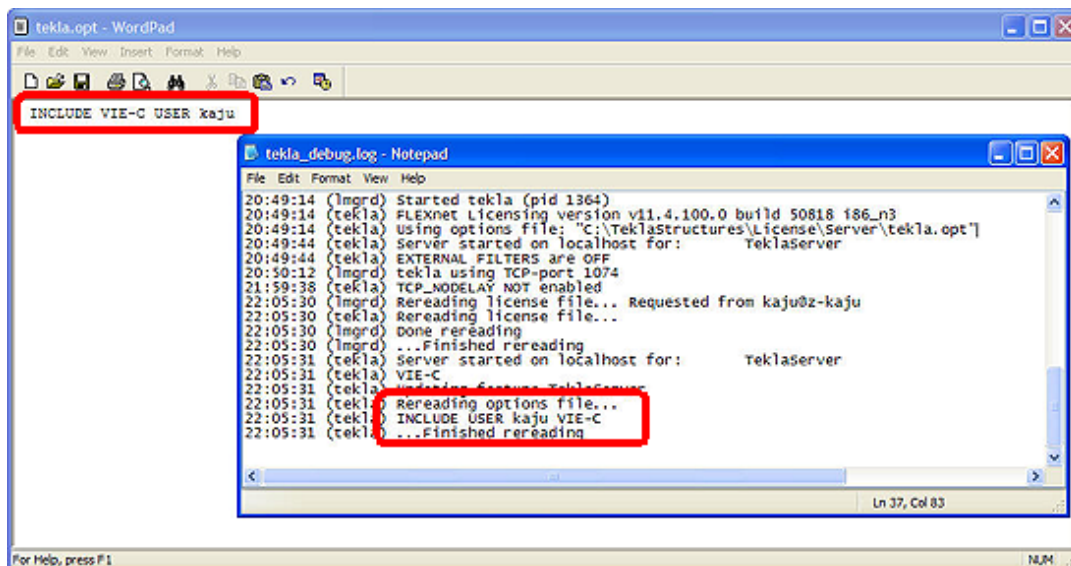 tekla.opt - WordPad
File Edit View Insert Format Help
INCLUDE VIE-C USER kaju
tekla_debug.log - Notepad
File Edit Format View Help
20:49:14 (lmgrd) Started tekla (pid 1364)
20:49:14 (tekla) FLEXnet Licensing version v11.4.100.0 build 50818 i86_n3
20:49:14 (tekla) Using options file: "C:\TeklaStructures\License\Server\tekla.opt"
20:49:44 (tekla) Server started on localhost for: TeklaServer
20:49:44 (tekla) EXTERNAL FILTERS are OFF
20:50:12 (lmgrd) tekla using TCP-port 1074
21:59:38 (tekla) TCP_NODELAY NOT enabled
22:05:30 (lmgrd) Rereading license file... Requested from kaju@z-kaju
22:05:30 (tekla) Rereading license file...
22:05:30 (lmgrd) Done rereading
22:05:30 (lmgrd) ...Finished rereading
22:05:31 (tekla) Server started on localhost for: TeklaServer
22:05:31 (tekla) VIE-C
22:05:31 (tekla) Updating feature TeklaServer
22:05:31 (tekla) Rereading options file...
22:05:31 (tekla) INCLUDE USER kaju VIE-C
22:05:31 (tekla) ...Finished rereading
Ln 37, Col 83
For Help, press F1 NUM